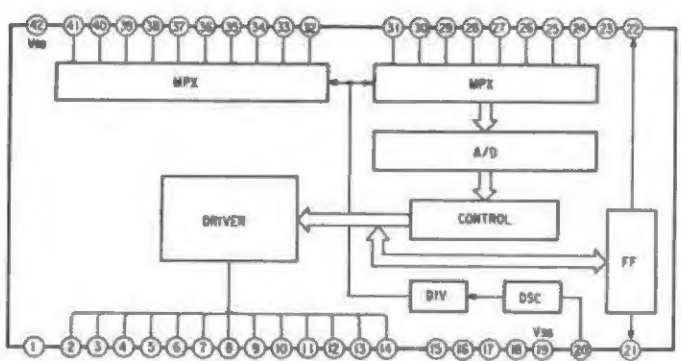 42 41 40 39 38 37 36 35 34 33 32 31 30 29 28 27 26 25 24 23 22
MPX MPX
A/D
DRIVER CONTROL
FF
DIV OSC
1 2 3 4 5 6 7 8 9 10 11 12 13 14 15 16 17 18 19 20 21